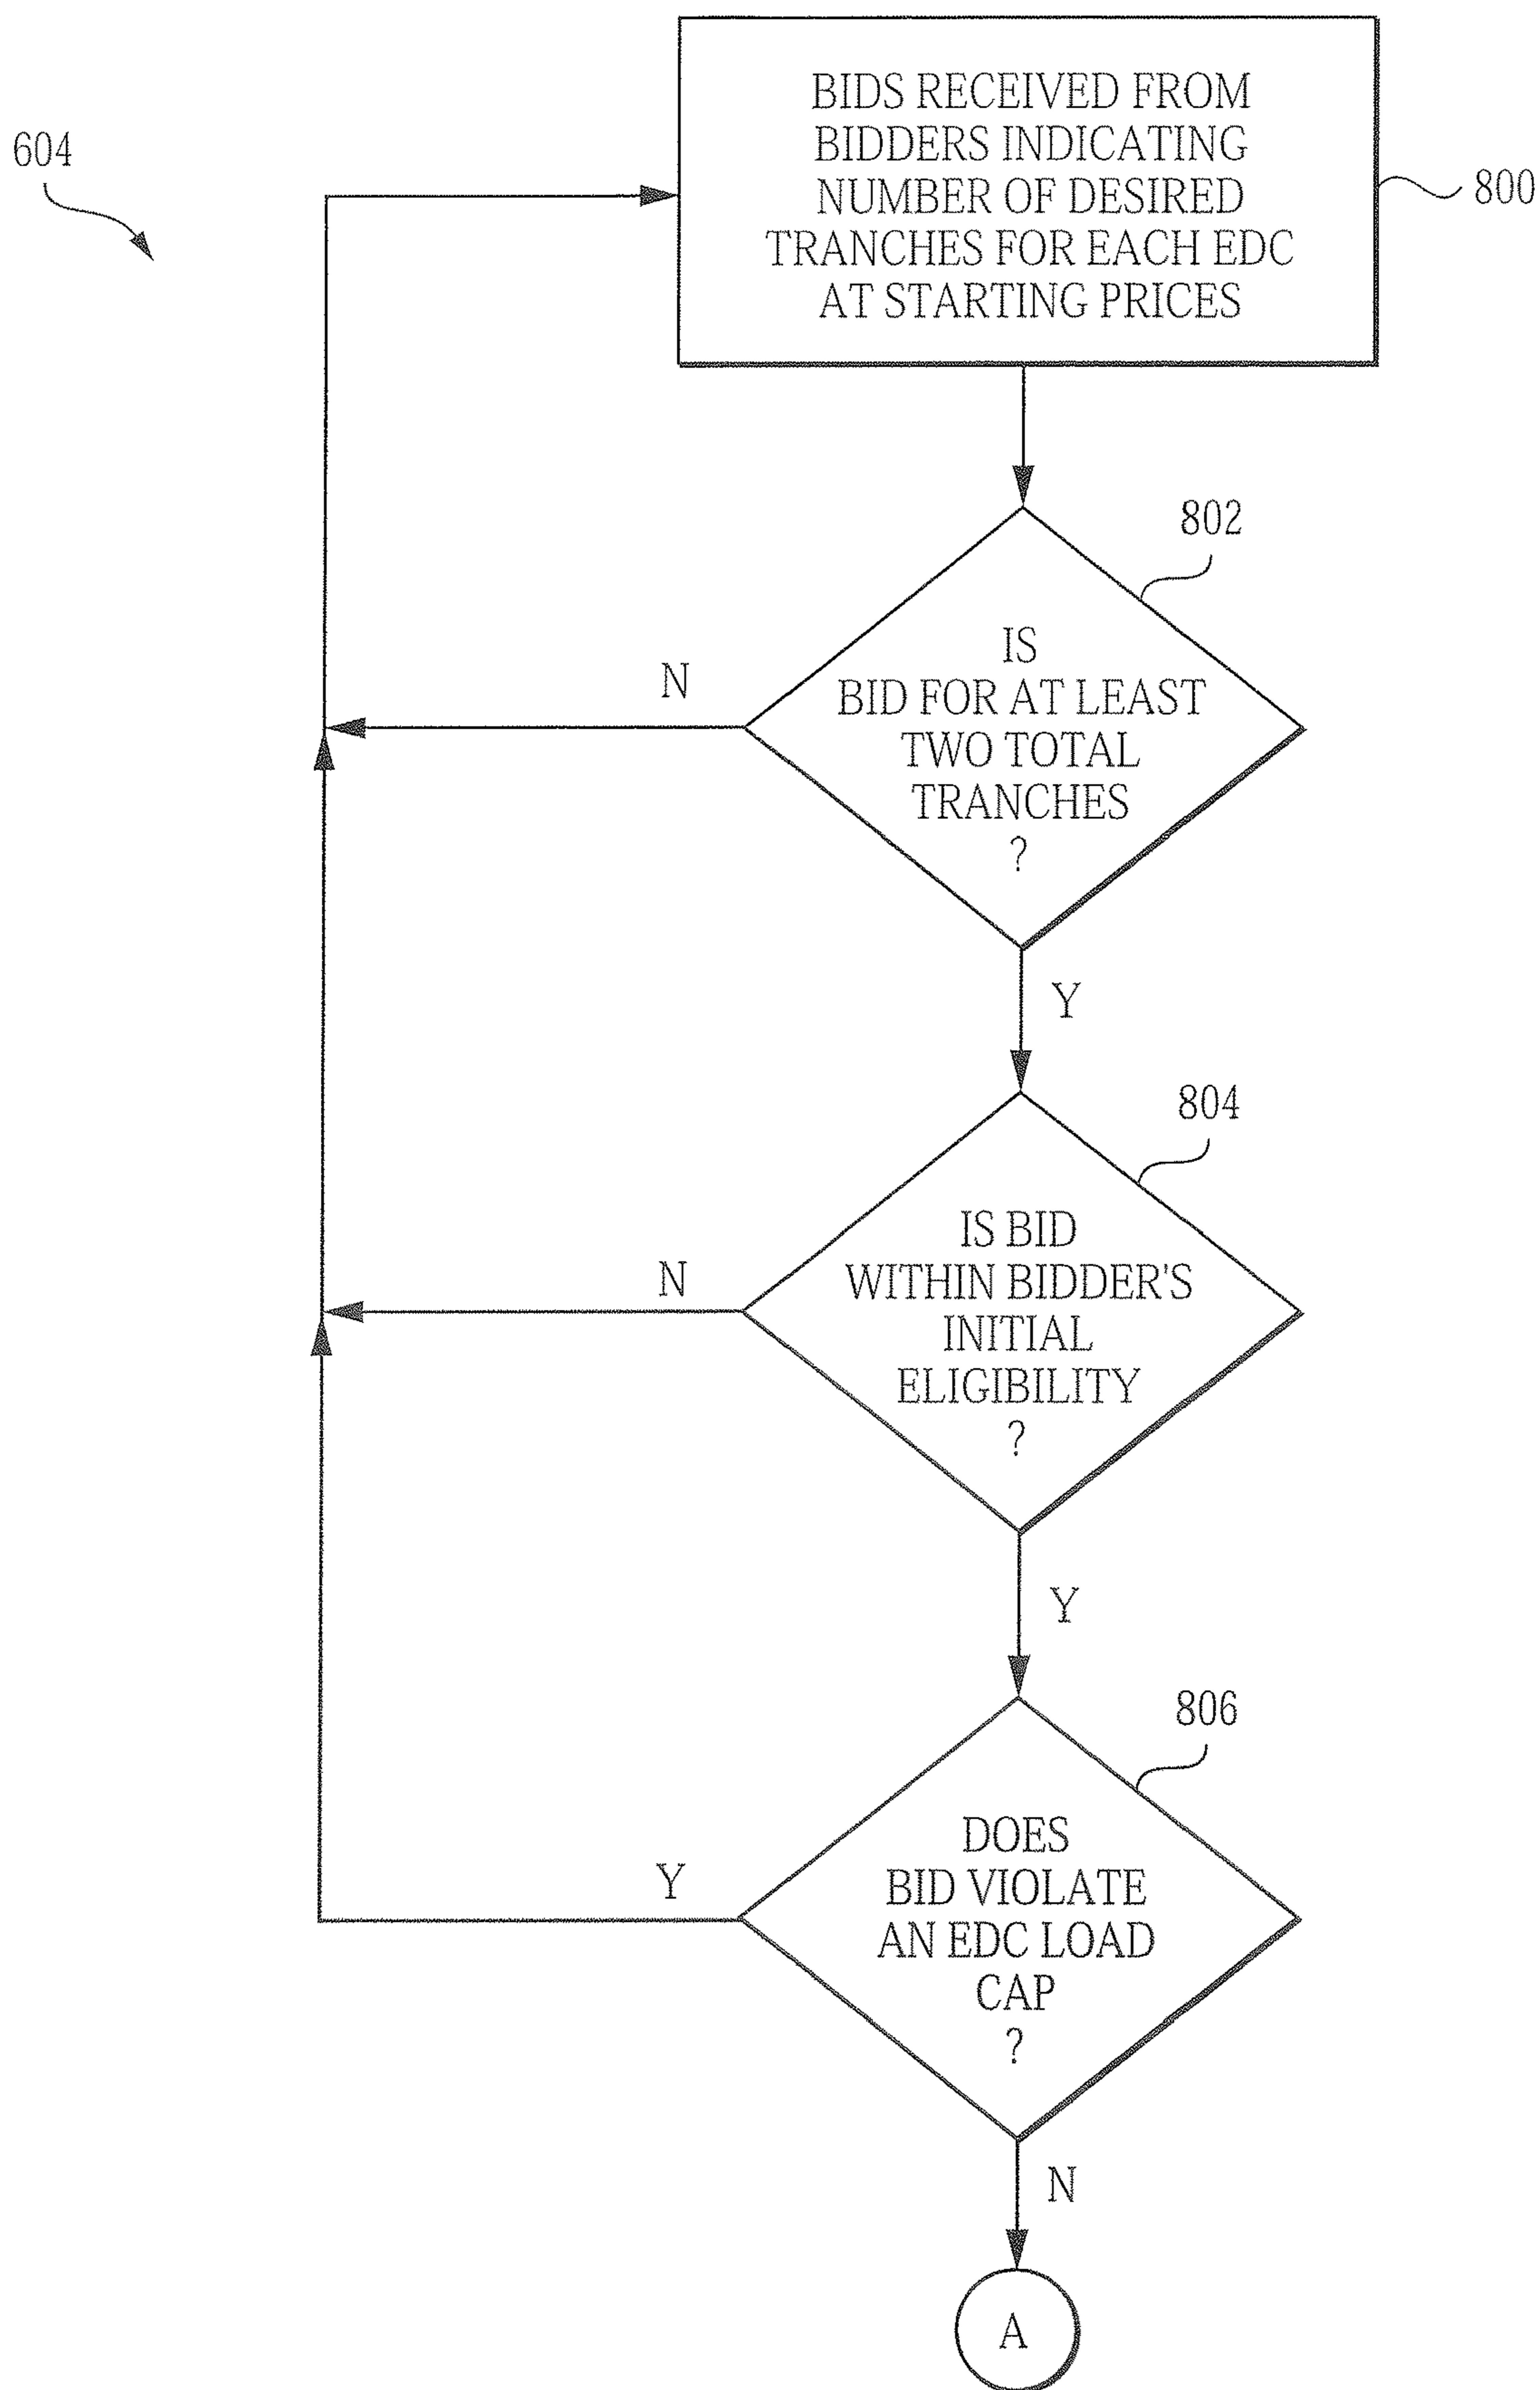 604
BIDS RECEIVED FROM
BIDDERS INDICATING
NUMBER OF DESIRED
TRANCHES FOR EACH EDC
AT STARTING PRICES
800
802
IS
BID FOR AT LEAST
TWO TOTAL
TRANCHES
?
N
Y
804
IS BID
WITHIN BIDDER'S
INITIAL
ELIGIBILITY
?
N
Y
806
DOES
BID VIOLATE
AN EDC LOAD
CAP
?
Y
N
A